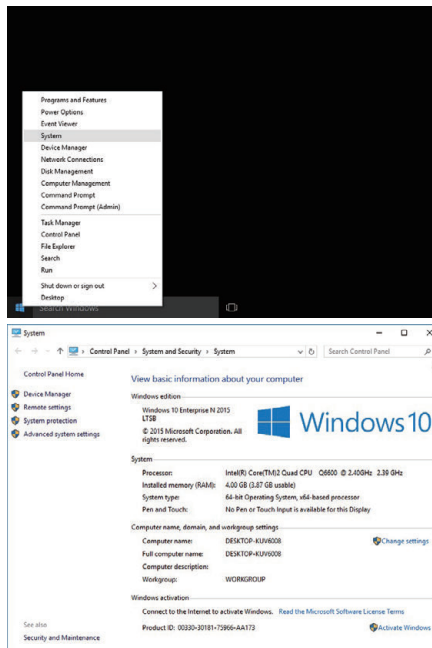 Programs and Features
Power Options
Event Viewer
System
Device Manager
Network Connections
Disk Management
Computer Management
Command Prompt
Command Prompt (Admin)
Task Manager
Control Panel
File Explorer
Search
Run
Shut down or sign out
Desktop
Search Windows
System
Control Panel › System and Security › System
Search Control Panel
Control Panel Home
Device Manager
Remote settings
System protection
Advanced system settings
View basic information about your computer
Windows edition
Windows 10 Enterprise N 2015
LTSB
© 2015 Microsoft Corporation. All
rights reserved.
Windows 10
System
Processor: Intel(R) Core(TM)2 Quad CPU Q6600 @ 2.40GHz 2.39 GHz
Installed memory (RAM): 4.00 GB (3.87 GB usable)
System type: 64-bit Operating System, x64-based processor
Pen and Touch: No Pen or Touch Input is available for this Display
Computer name, domain, and workgroup settings
Computer name: DESKTOP-KUV6008
Change settings
Full computer name: DESKTOP-KUV6008
Computer description:
Workgroup: WORKGROUP
Windows activation
Connect to the Internet to activate Windows. Read the Microsoft Software License Terms
Product ID: 00330-30181-75966-AA173
Activate Windows
See also
Security and Maintenance